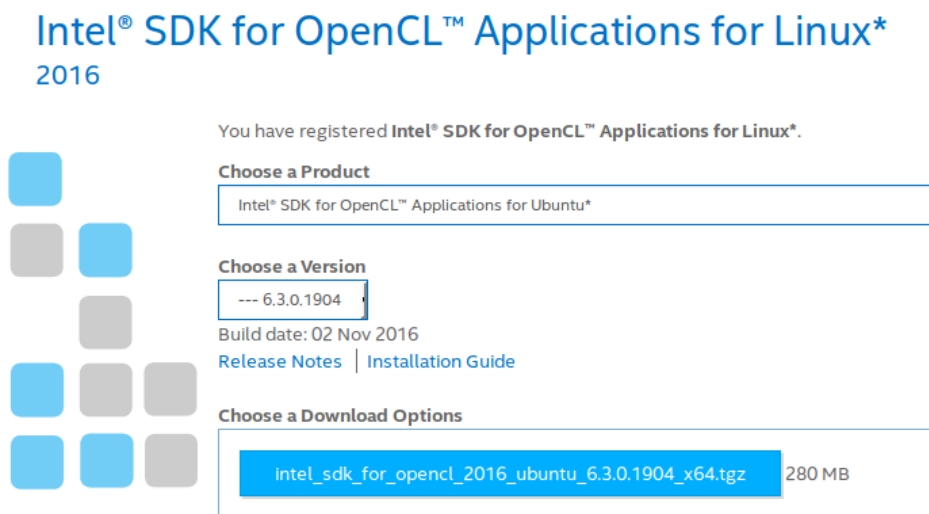 Intel® SDK for OpenCL™ Applications for Linux*
2016
You have registered Intel® SDK for OpenCL™ Applications for Linux*.
Choose a Product
Intel® SDK for OpenCL™ Applications for Ubuntu*
Choose a Version
--- 6.3.0.1904
Build date: 02 Nov 2016
Release Notes | Installation Guide
Choose a Download Options
intel_sdk_for_opencl_2016_ubuntu_6.3.0.1904_x64.tgz 280 MB